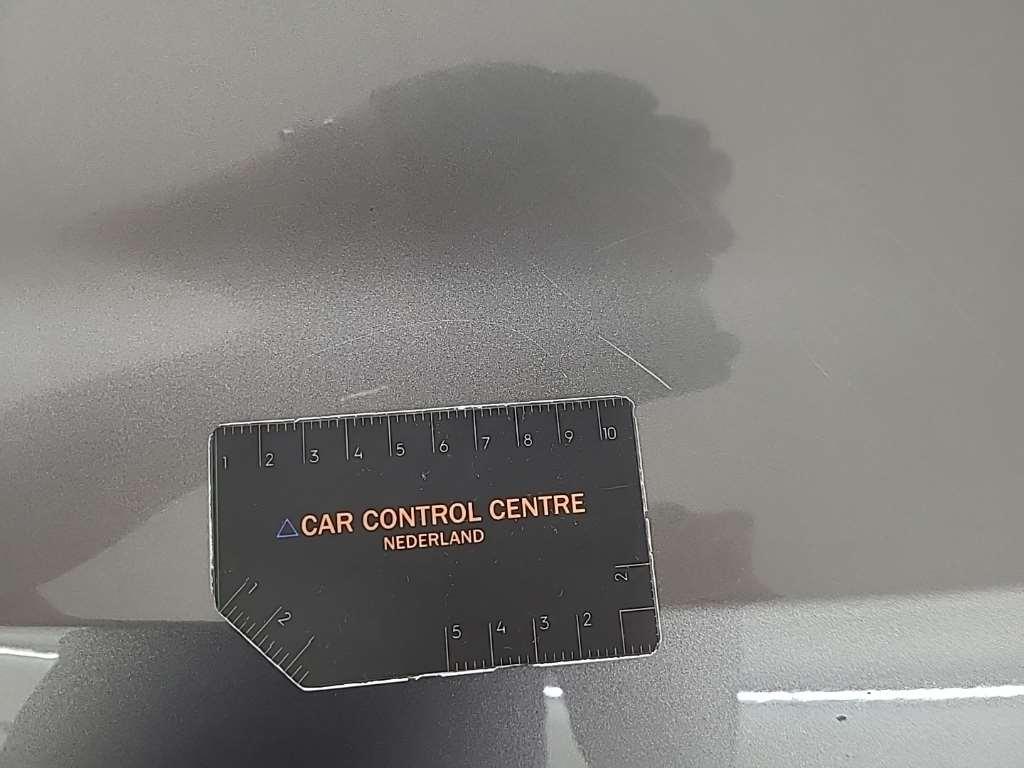 1 2 3 4 5 6 7 8 9 10
△CAR CONTROL CENTRE
NEDERLAND
2
1 2
5 4 3 2